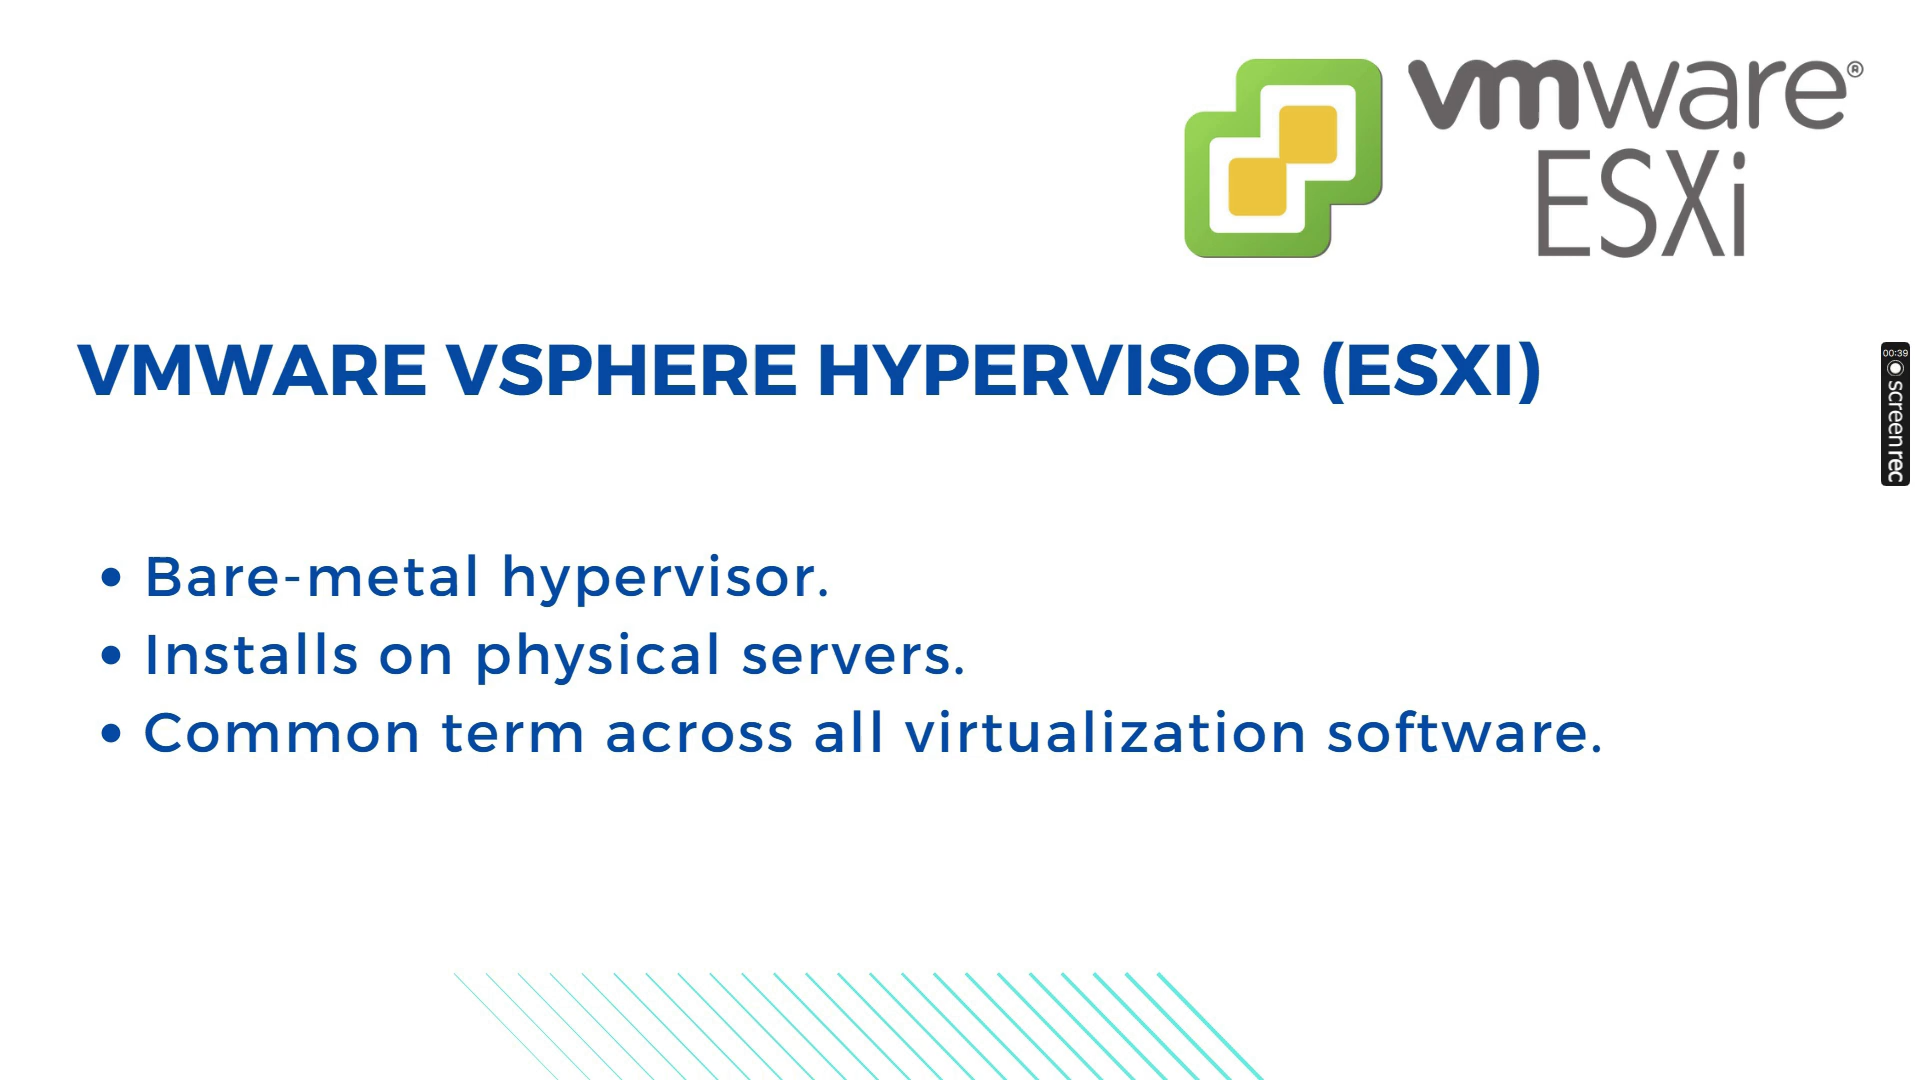 vmware®
ESXi
VMWARE VSPHERE HYPERVISOR (ESXI)
00:39
screenrec
• Bare-metal hypervisor.
• Installs on physical servers.
• Common term across all virtualization software.